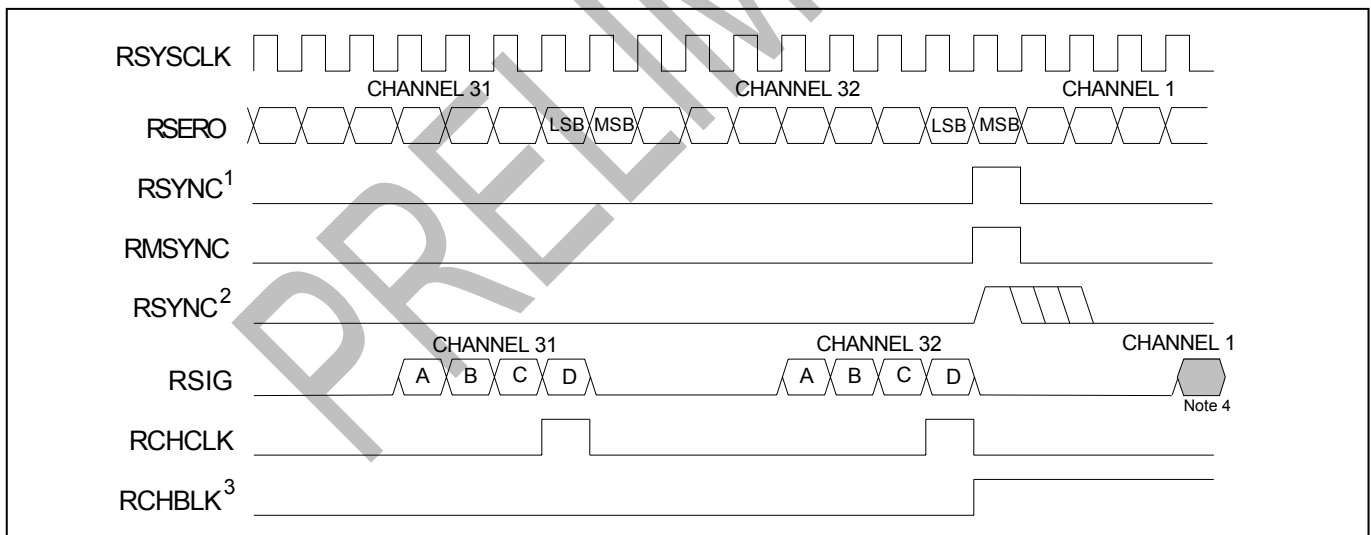 PRELIM
RSYSCLK
CHANNEL 31 CHANNEL 32 CHANNEL 1
RSERO LSB MSB LSB MSB
RSYNC1
RMSYNC
RSYNC2
CHANNEL 31 CHANNEL 32 CHANNEL 1
RSIG A B C D A B C D
Note 4
RCHCLK
RCHBLK3